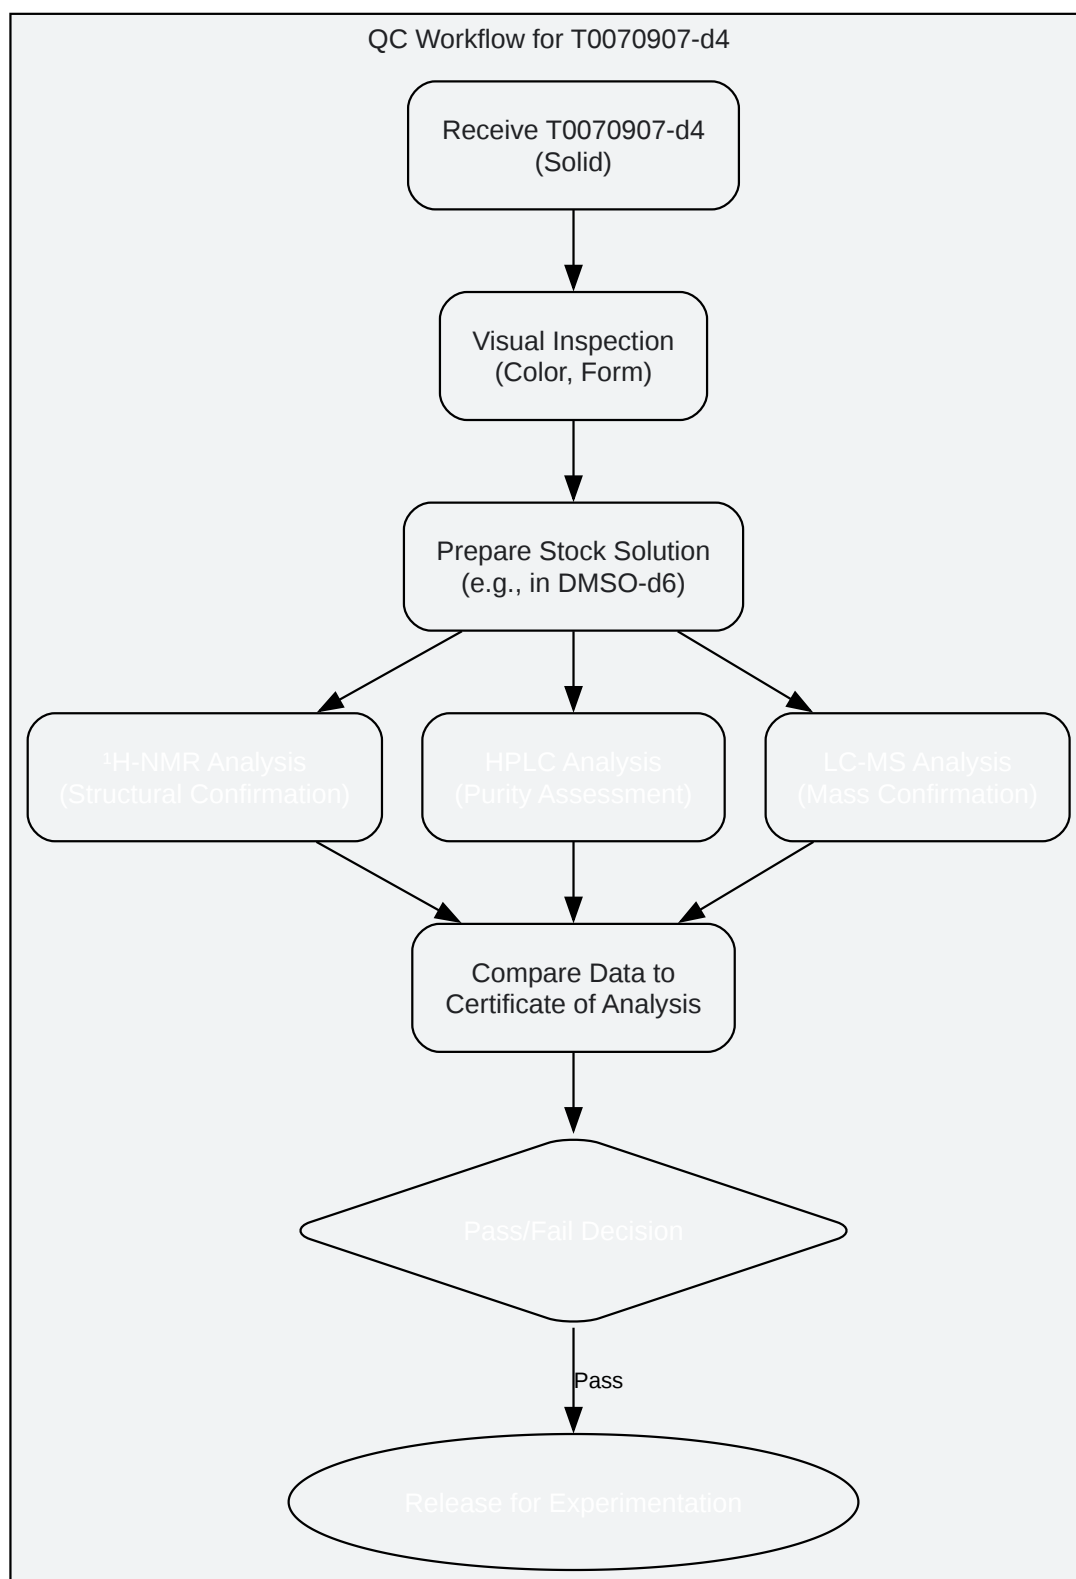 QC Workflow for T0070907-d4
Receive T0070907-d4
(Solid)
Visual Inspection
(Color, Form)
Prepare Stock Solution
(e.g., in DMSO-d6)
¹H-NMR Analysis
(Structural Confirmation)
HPLC Analysis
(Purity Assessment)
LC-MS Analysis
(Mass Confirmation)
Compare Data to
Certificate of Analysis
Pass/Fail Decision
Pass
Release for Experimentation